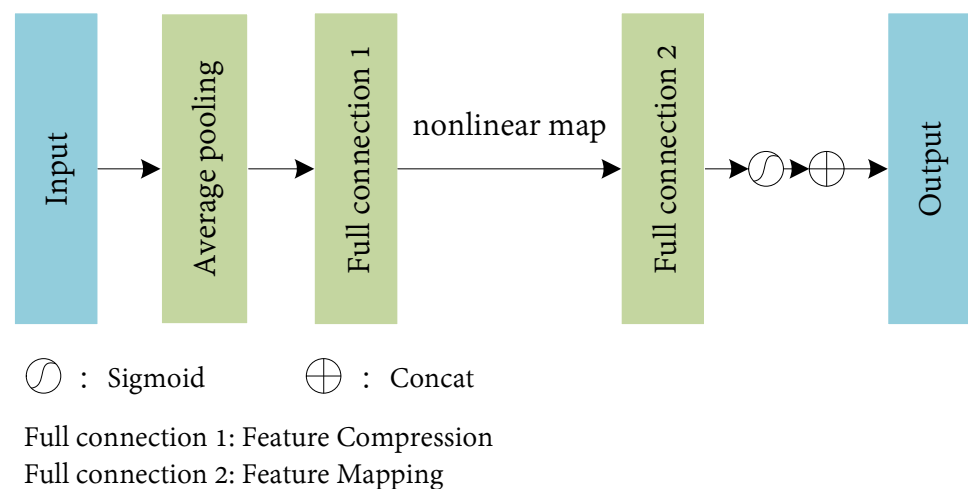 Input
Average pooling
Full connection 1
nonlinear map
Full connection 2
Output
: Sigmoid
: Concat
Full connection 1: Feature Compression
Full connection 2: Feature Mapping